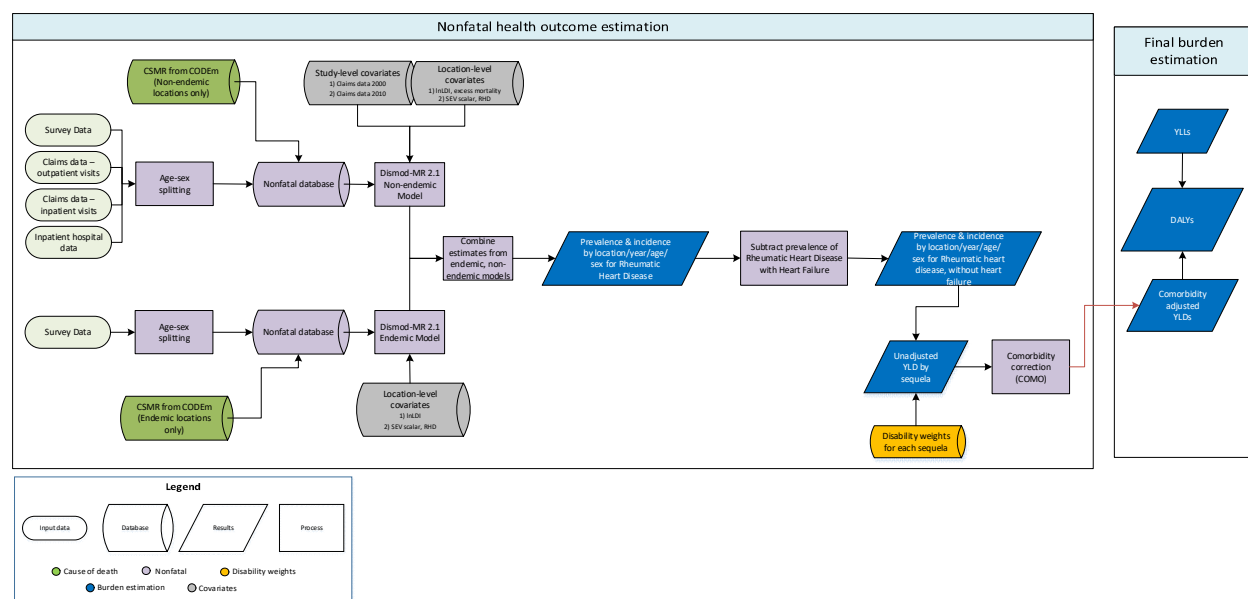 Nonfatal health outcome estimation
Final burden
estimation
CSMR from CODEm
(Non-endemic
locations only)
Study-level covariates
1) Claims data 2000
2) Claims data 2010
Location-level
covariates
1) lnLDI, excess mortality
2) SEV scalar, RHD
Survey Data
Claims data –
outpatient visits
Claims data –
inpatient visits
Inpatient hospital
data
Age-sex
splitting
Nonfatal database
Dismod-MR 2.1
Non-endemic
Model
Combine
estimates from
endemic, non-
endemic models
Prevalence & incidence
by location/year/age/
sex for Rheumatic
Heart Disease
Subtract prevalence of
Rheumatic Heart Disease
with Heart Failure
Prevalence & incidence
by location/year/age/
sex for Rheumatic heart
disease, without heart
failure
YLLs
DALYs
Comorbidity
adjusted
YLDs
Survey Data
Age-sex
splitting
Nonfatal database
Dismod-MR 2.1
Endemic Model
CSMR from CODEm
(Endemic locations
only)
Location-level
covariates
1) lnLDI
2) SEV scalar, RHD
Unadjusted
YLD by
sequela
Comorbidity
correction
(COMO)
Disability weights
for each sequela
Legend
Input data
Database
Results
Process
Cause of death
Nonfatal
Disability weights
Burden estimation
Covariates